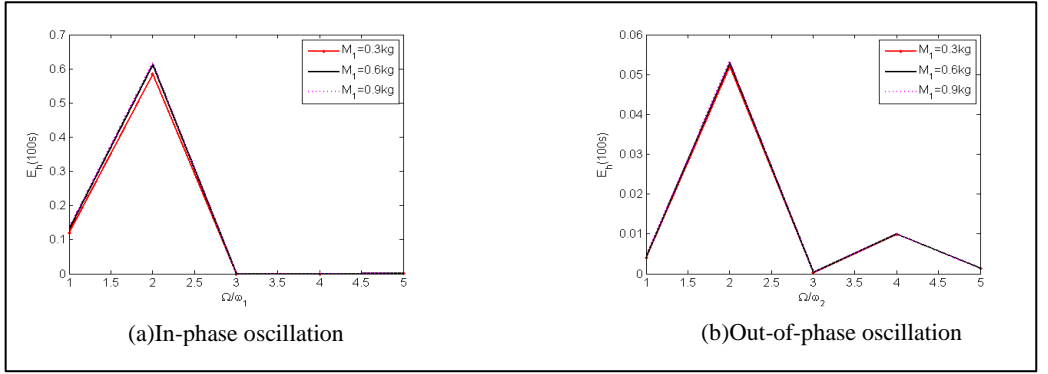 0.7
0.6
0.5
0.4
0.3
0.2
0.1
0
E_h(100s)
1 1.5 2 2.5 3 3.5 4 4.5 5
Ω/ω_1
M_1=0.3kg
M_1=0.6kg
M_1=0.9kg
(a)In-phase oscillation
0.06
0.05
0.04
0.03
0.02
0.01
0
E_h(100s)
1 1.5 2 2.5 3 3.5 4 4.5 5
Ω/ω_2
M_1=0.3kg
M_1=0.6kg
M_1=0.9kg
(b)Out-of-phase oscillation